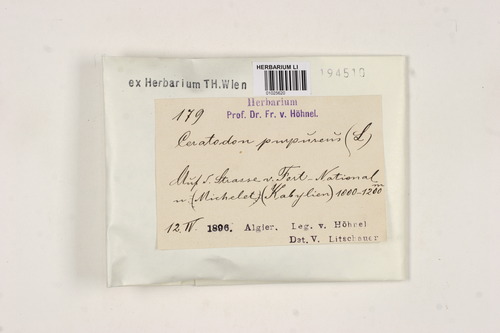 HERBARIUM LI
01025620
194510
ex Herbarium TH.Wien
Herbarium
Prof. Dr. Fr. v. Höhnel.
179
Ceratodon purpureus (L)
Auf d. Strasse v. Fort-National
n. (Michelet) (Kabylien) 1000-1200 m
12. IV. 1896. Algier. Leg. v. Höhnel
Det. V. Litschauer